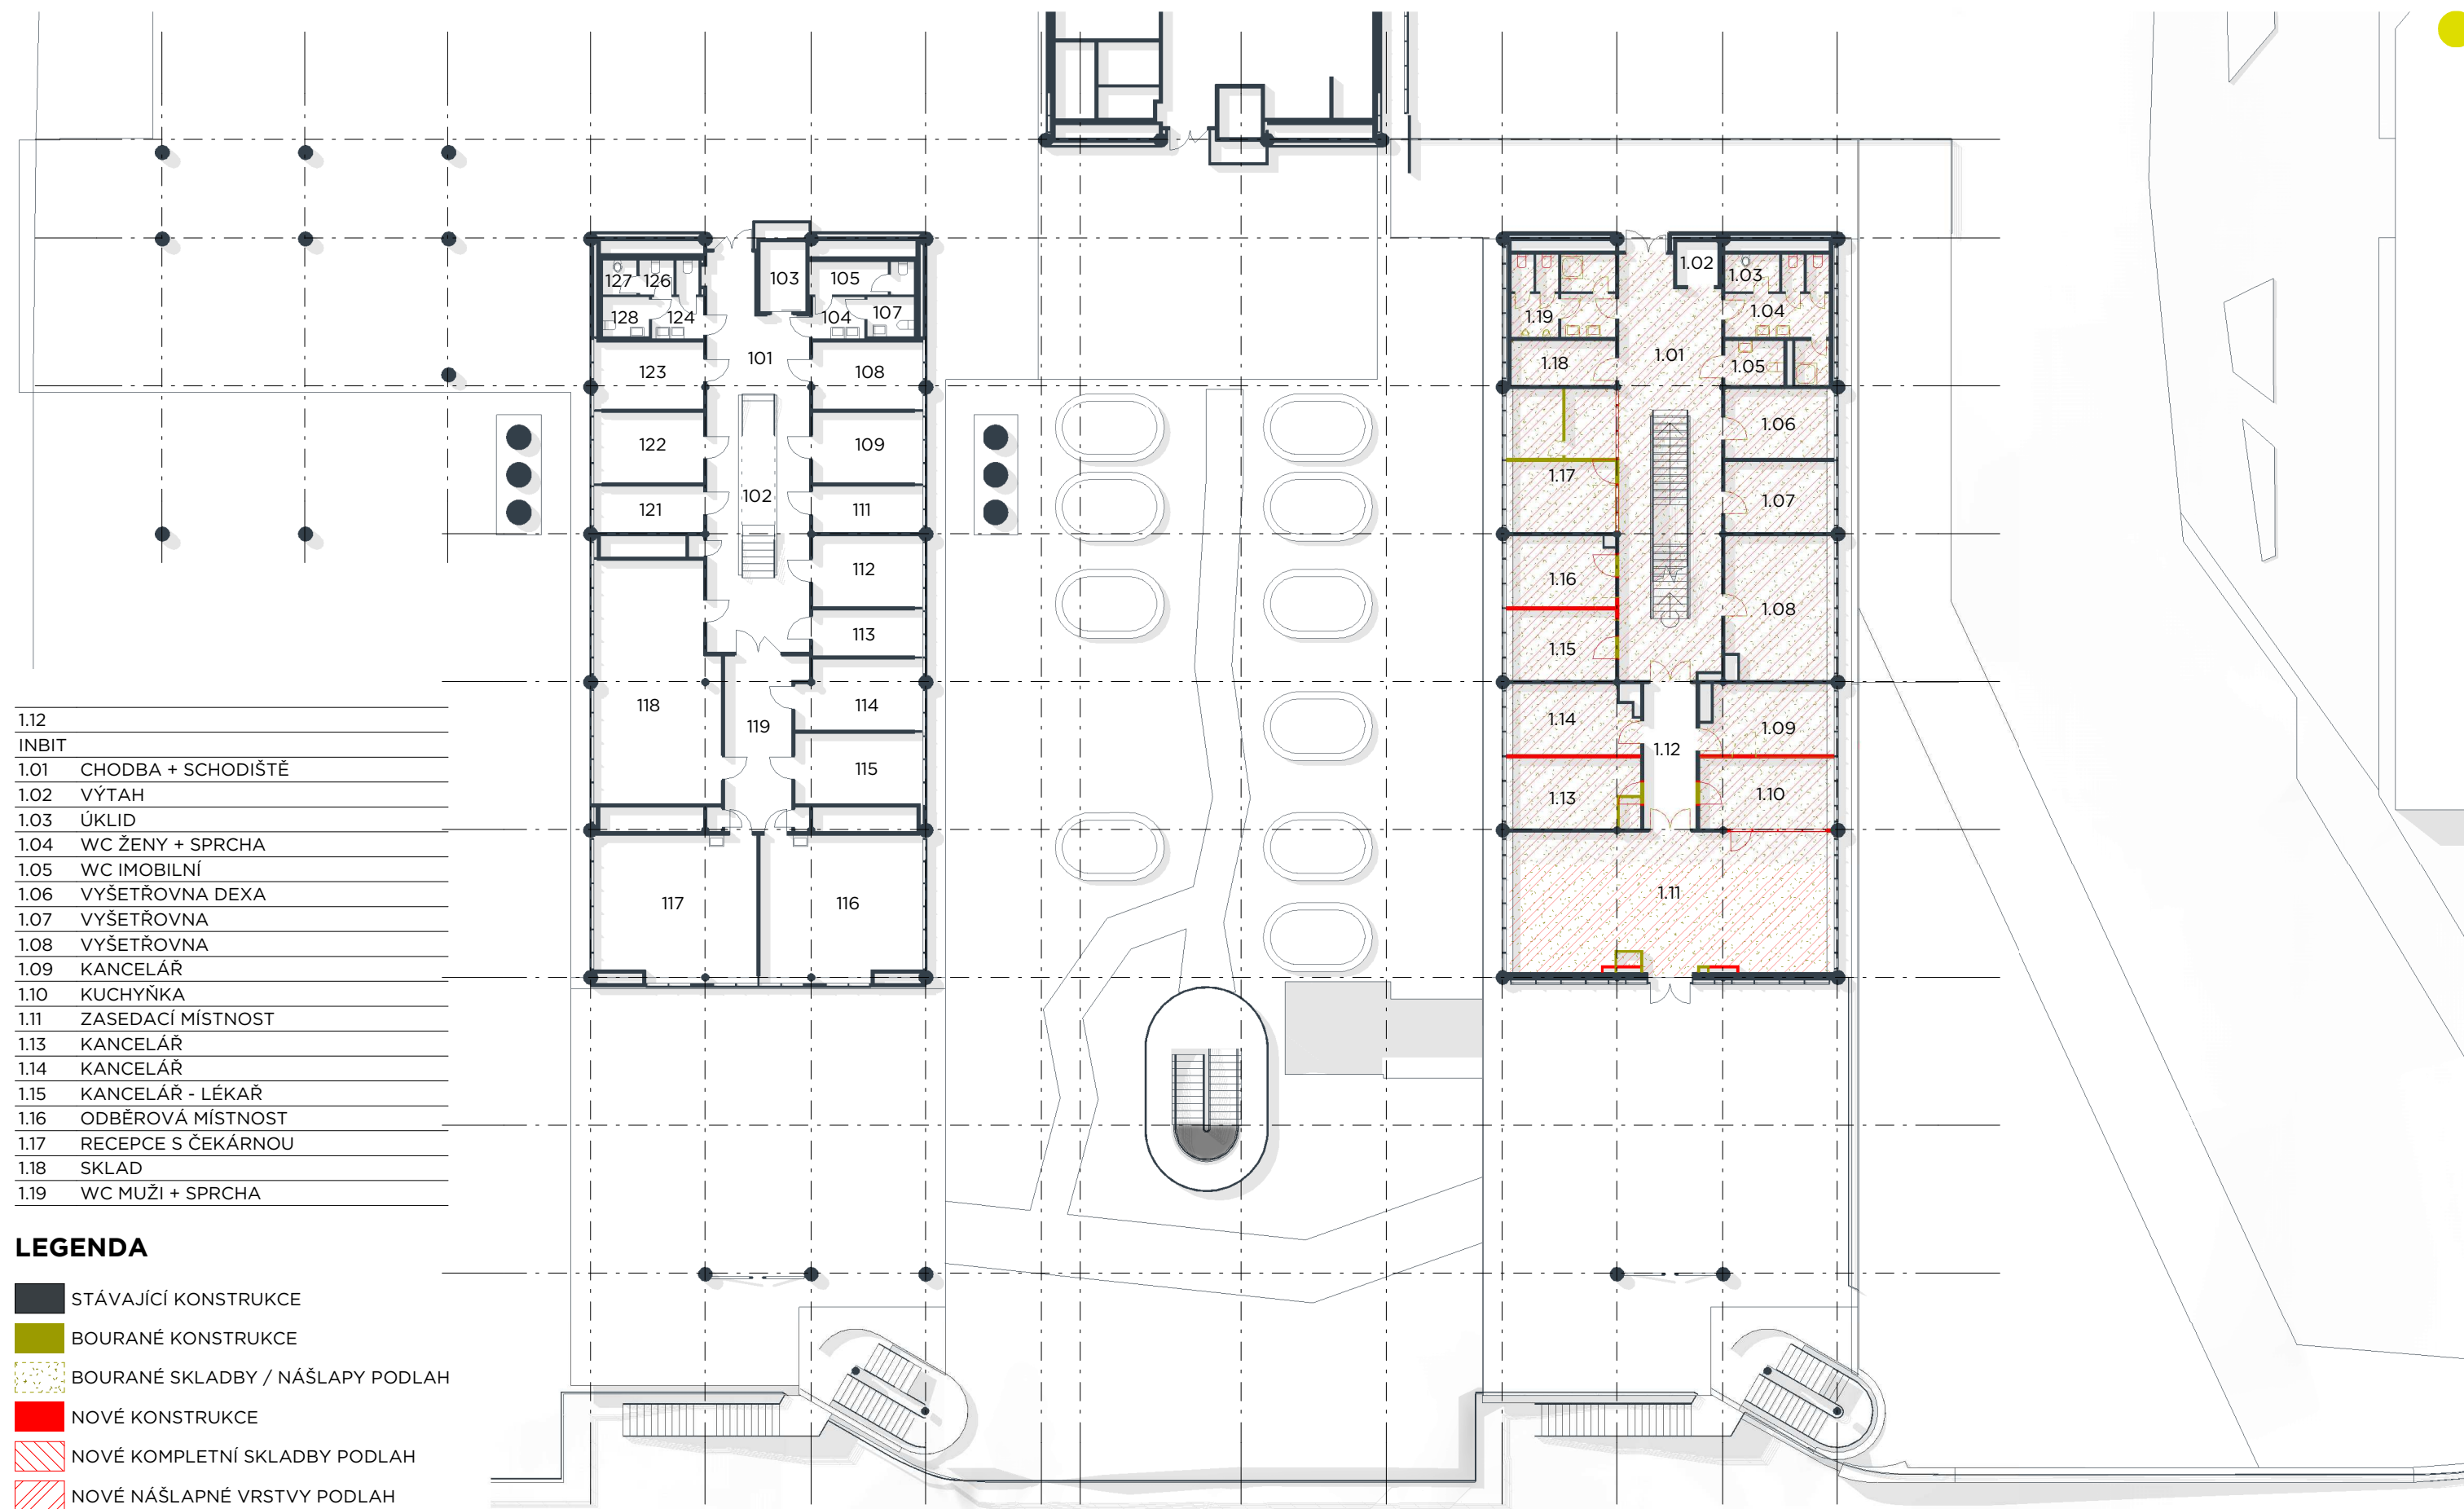 103
105
127
126
128
124
104
107
101
123
108
122
109
102
121
111
112
113
118
114
119
115
117
116
1.02
1.03
1.19
1.04
1.18
1.01
1.05
1.06
1.17
1.07
1.16
1.08
1.15
1.14
1.09
1.12
1.13
1.10
1.11
1.12
INBIT
1.01 CHODBA + SCHODIŠTĚ
1.02 VÝTAH
1.03 ÚKLID
1.04 WC ŽENY + SPRCHA
1.05 WC IMOBILNÍ
1.06 VYŠETŘOVNA DEXA
1.07 VYŠETŘOVNA
1.08 VYŠETŘOVNA
1.09 KANCELÁŘ
1.10 KUCHYŇKA
1.11 ZASEDACÍ MÍSTNOST
1.13 KANCELÁŘ
1.14 KANCELÁŘ
1.15 KANCELÁŘ - LÉKAŘ
1.16 ODBĚROVÁ MÍSTNOST
1.17 RECEPCE S ČEKÁRNOU
1.18 SKLAD
1.19 WC MUŽI + SPRCHA
LEGENDA
STÁVAJÍCÍ KONSTRUKCE
BOURANÉ KONSTRUKCE
BOURANÉ SKLADBY / NÁŠLAPY PODLAH
NOVÉ KONSTRUKCE
NOVÉ KOMPLETNÍ SKLADBY PODLAH
NOVÉ NÁŠLAPNÉ VRSTVY PODLAH